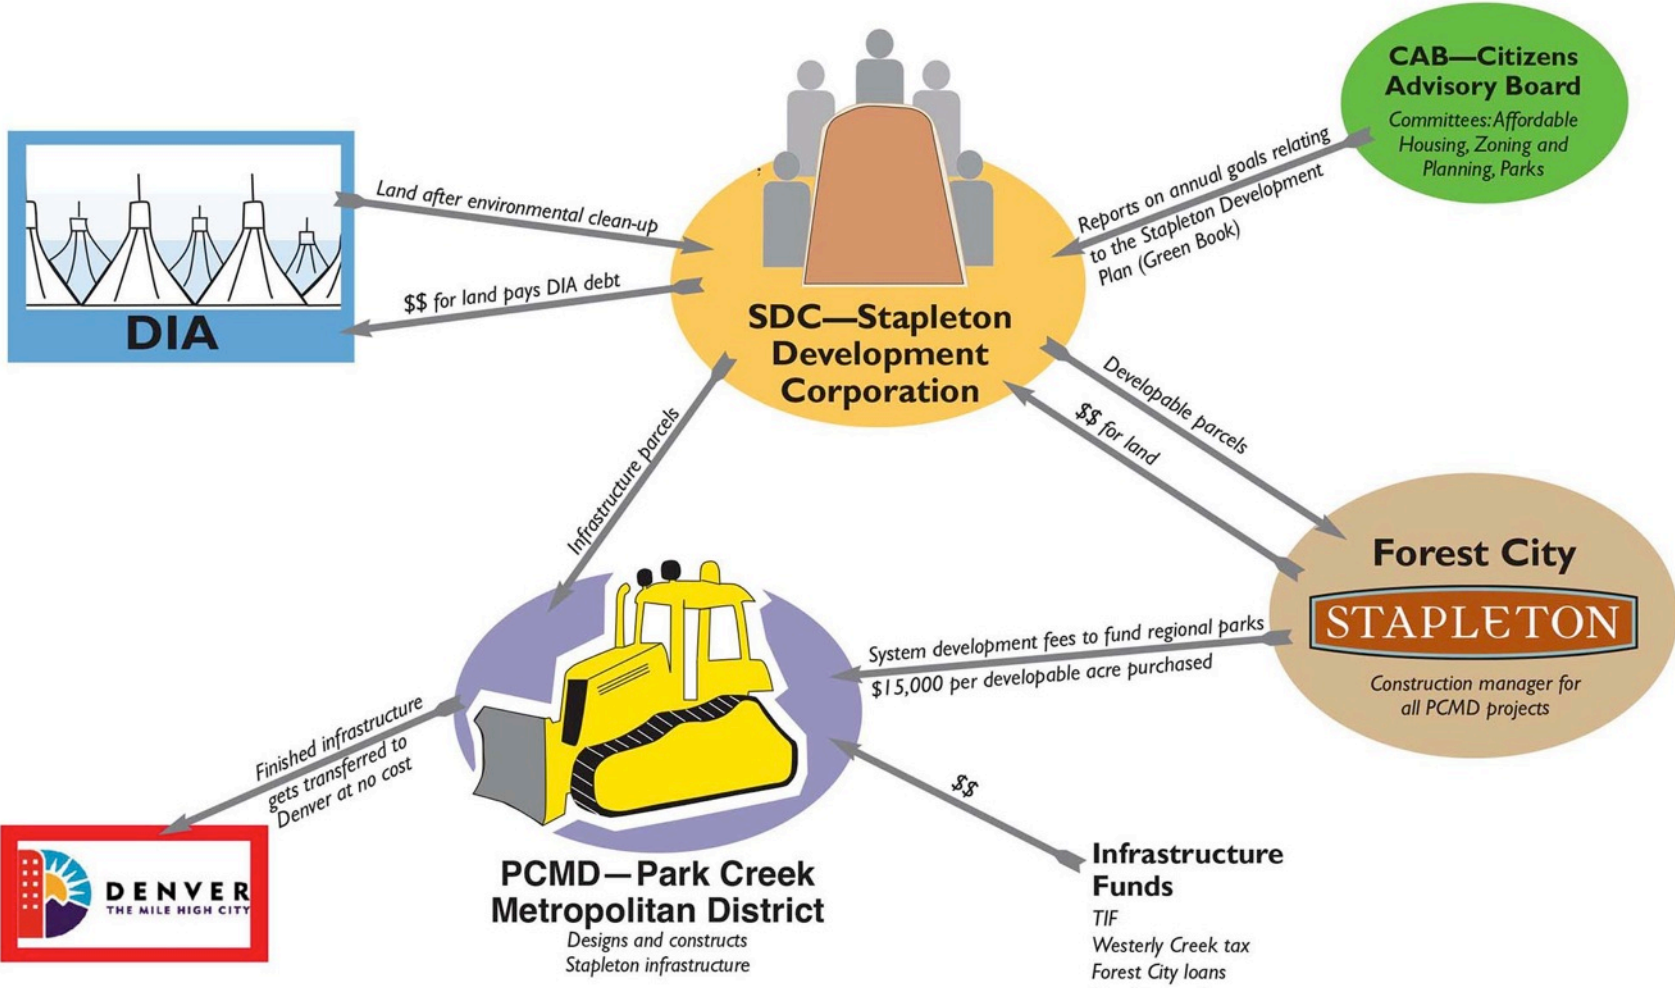 CAB—Citizens
Advisory Board
Committees: Affordable
Housing, Zoning and
Planning, Parks
Land after environmental clean-up
$$ for land pays DIA debt
DIA
Reports on annual goals relating
to the Stapleton Development
Plan (Green Book)
SDC—Stapleton
Development
Corporation
Developable parcels
$$ for land
Infrastructure parcels
Forest City
STAPLETON
Construction manager for
all PCMD projects
System development fees to fund regional parks
$15,000 per developable acre purchased
Finished infrastructure
gets transferred to
Denver at no cost
$$
DENVER
THE MILE HIGH CITY
PCMD—Park Creek
Metropolitan District
Designs and constructs
Stapleton infrastructure
Infrastructure
Funds
TIF
Westerly Creek tax
Forest City loans